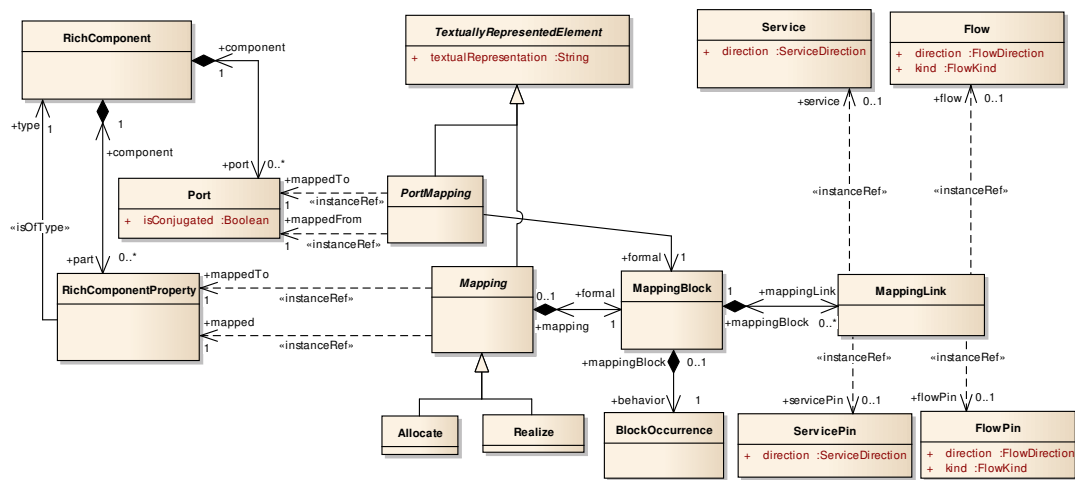 RichComponent
+component
1
TextuallyRepresentedElement
+ textualRepresentation :String
Service
+ direction :ServiceDirection
Flow
+ direction :FlowDirection
+ kind :FlowKind
+type
1
1
+component
+service
0..1
+flow
0..1
+port
0..*
Port
+ isConjugated :Boolean
+mappedTo
1
«instanceRef»
+mappedFrom
1
«instanceRef»
PortMapping
«instanceRef»
«instanceRef»
«isOfType»
+part
0..*
+formal
1
RichComponentProperty
+mappedTo
1
«instanceRef»
+mapped
1
«instanceRef»
Mapping
0..1
+formal
+mapping
1
MappingBlock
1
+mappingLink
+mappingBlock
0..*
MappingLink
+mappingBlock
0..1
«instanceRef»
«instanceRef»
+behavior
1
+servicePin
0..1
+flowPin
0..1
Allocate
Realize
BlockOccurrence
ServicePin
+ direction :ServiceDirection
FlowPin
+ direction :FlowDirection
+ kind :FlowKind